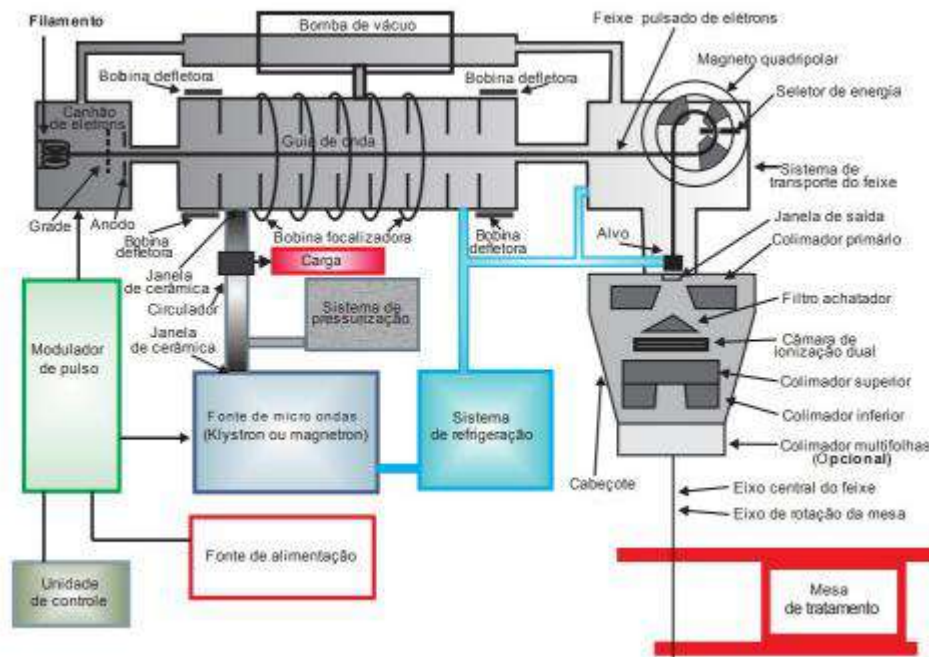 Filamento
Bomba de vácuo
Feixe pulsado de elétrons
Magneto quadripolar
Seletor de energia
Bobina defletora
Bobina defletora
Canhão
de eletrons
Guia de onda
Sistema de
transporte do feixe
Grade
Anodo
Bobina
defletora
Bobina focalizadora
Bobina
defletora
Alvo
Janela de saída
Colimador primário
Carga
Janela
de cerâmica
Circulador
Janela
de cerâmica
Sistema de
pressurização
Filtro achatador
Câmara de
ionização dual
Modulador
de pulso
Fonte de micro ondas
(Klystron ou magnetron)
Sistema
de refrigeração
Colimador superior
Colimador inferior
Colimador multifolhas
(Opcional)
Cabeçote
Eixo central do feixe
Eixo de rotação da mesa
Fonte de alimentação
Unidade
de controle
Mesa
de tratamento